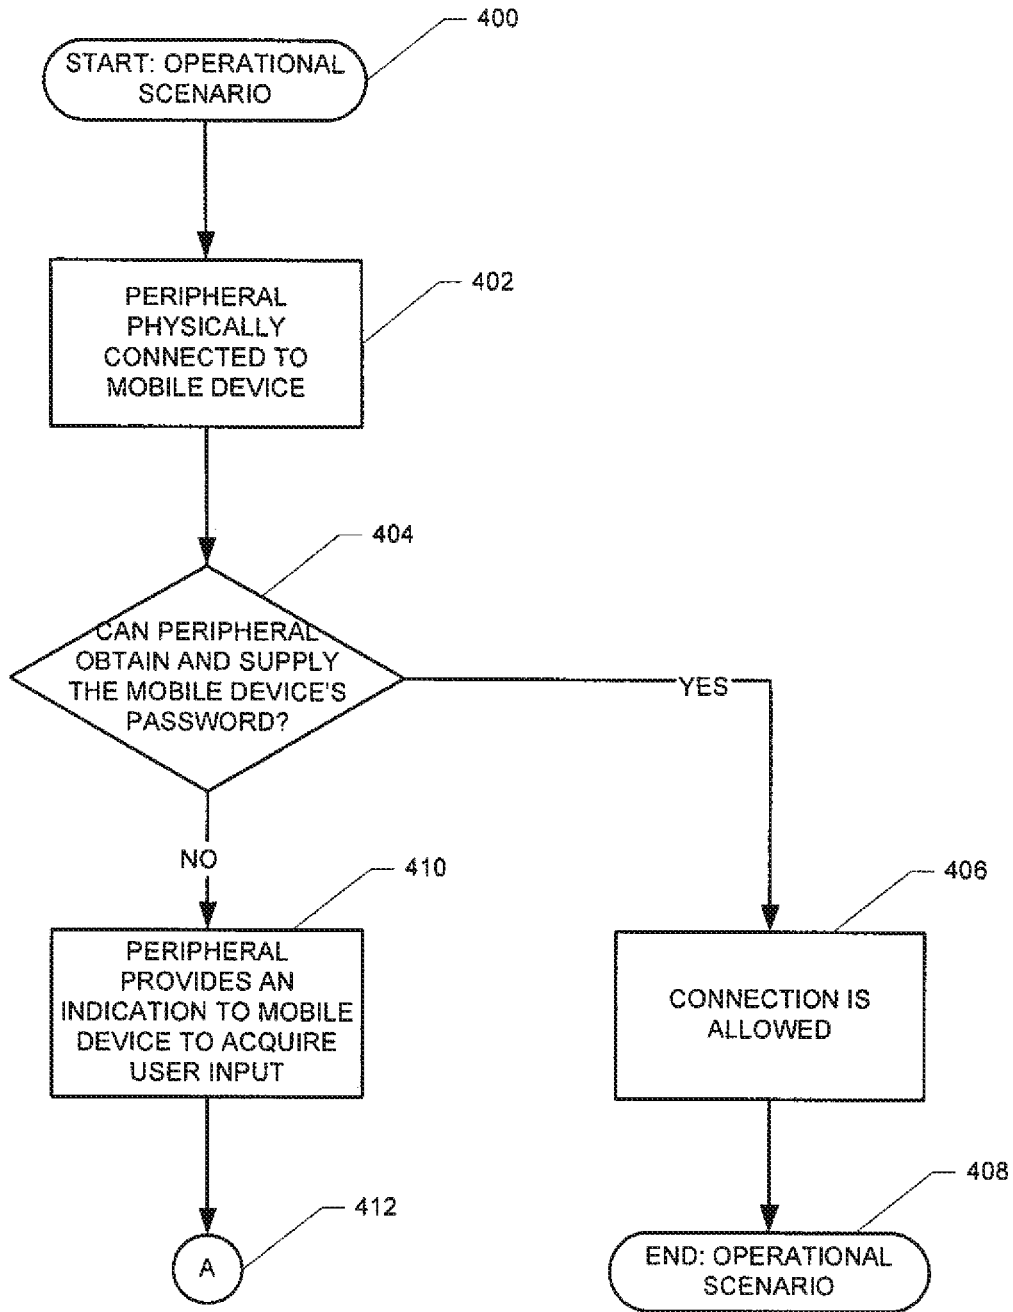 400
START: OPERATIONAL
SCENARIO
402
PERIPHERAL
PHYSICALLY
CONNECTED TO
MOBILE DEVICE
404
CAN PERIPHERAL
OBTAIN AND SUPPLY
THE MOBILE DEVICE'S
PASSWORD?
YES
NO
410
PERIPHERAL
PROVIDES AN
INDICATION TO MOBILE
DEVICE TO ACQUIRE
USER INPUT
406
CONNECTION IS
ALLOWED
412
A
408
END: OPERATIONAL
SCENARIO